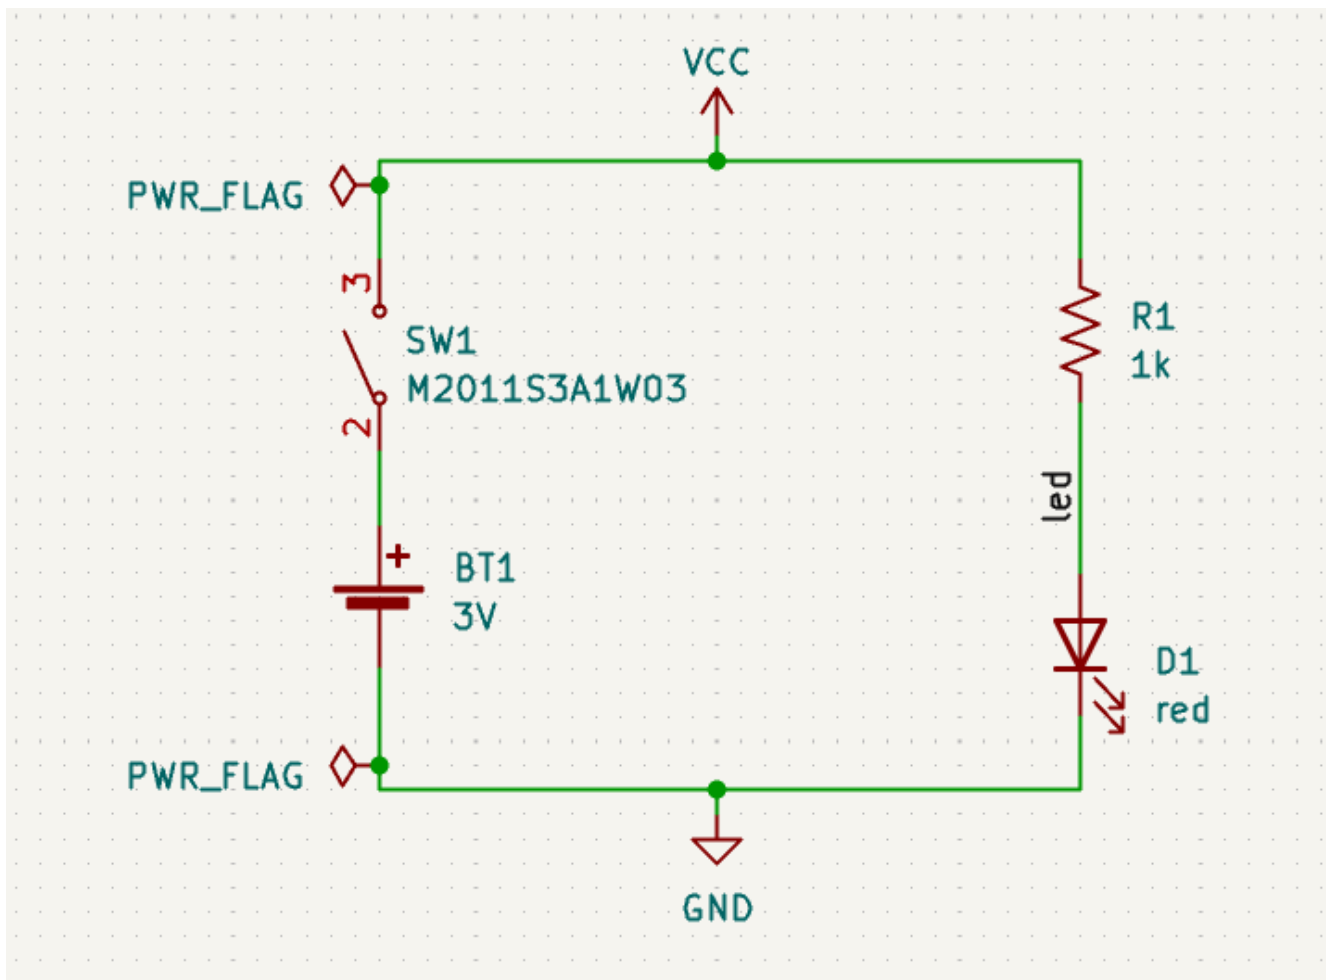 VCC
PWR_FLAG
3
SW1
M2011S3A1W03
2
R1
1k
led
+
BT1
3V
D1
red
PWR_FLAG
GND